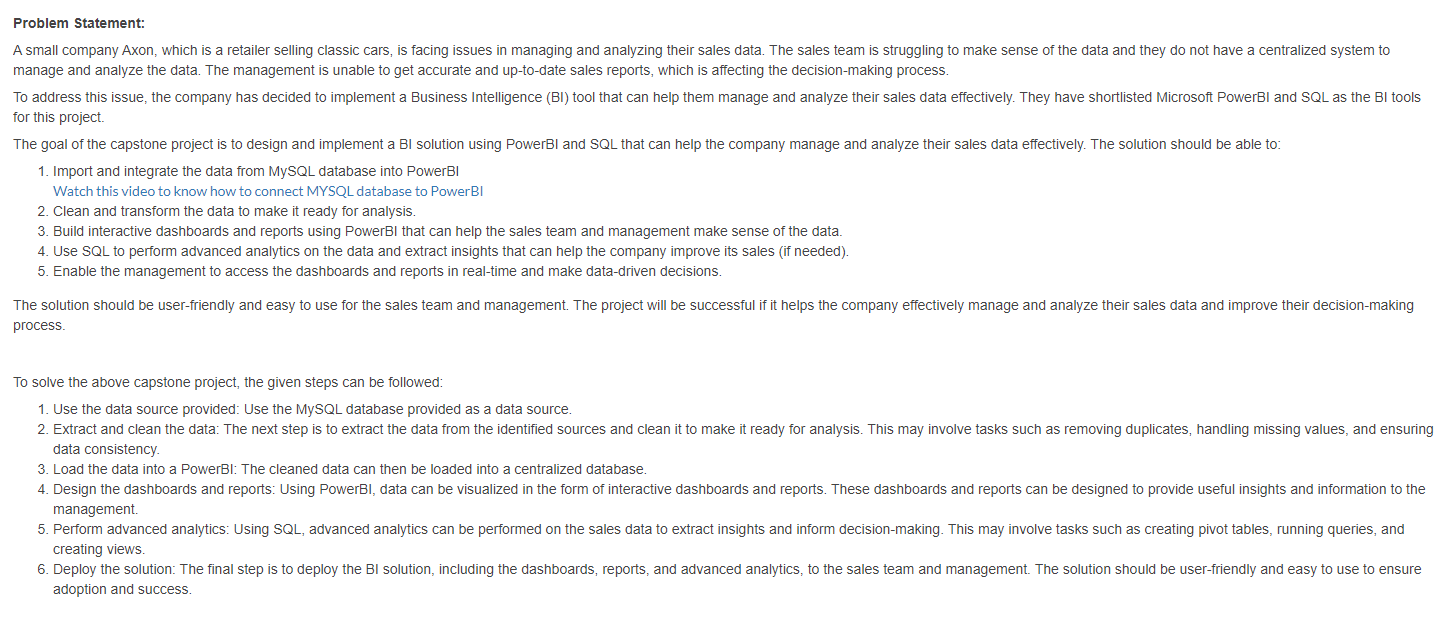 Problem Statement:
A small company Axon, which is a retailer selling classic cars, is facing issues in managing and analyzing their sales data. The sales team is struggling to make sense of the data and they do not have a centralized system to
manage and analyze the data. The management is unable to get accurate and up-to-date sales reports, which is affecting the decision-making process.
To address this issue, the company has decided to implement a Business Intelligence (BI) tool that can help them manage and analyze their sales data effectively. They have shortlisted Microsoft PowerBI and SQL as the BI tools
for this project.
The goal of the capstone project is to design and implement a BI solution using PowerBI and SQL that can help the company manage and analyze their sales data effectively. The solution should be able to:
1. Import and integrate the data from MySQL database into PowerBI
Watch this video to know how to connect MYSQL database to PowerBI
2. Clean and transform the data to make it ready for analysis.
3. Build interactive dashboards and reports using PowerBI that can help the sales team and management make sense of the data.
4. Use SQL to perform advanced analytics on the data and extract insights that can help the company improve its sales (if needed).
5. Enable the management to access the dashboards and reports in real-time and make data-driven decisions.
The solution should be user-friendly and easy to use for the sales team and management. The project will be successful if it helps the company effectively manage and analyze their sales data and improve their decision-making
process.
To solve the above capstone project, the given steps can be followed:
1. Use the data source provided: Use the MySQL database provided as a data source.
2. Extract and clean the data: The next step is to extract the data from the identified sources and clean it to make it ready for analysis. This may involve tasks such as removing duplicates, handling missing values, and ensuring
data consistency.
3. Load the data into a PowerBI: The cleaned data can then be loaded into a centralized database.
4. Design the dashboards and reports: Using PowerBI, data can be visualized in the form of interactive dashboards and reports. These dashboards and reports can be designed to provide useful insights and information to the
management.
5. Perform advanced analytics: Using SQL, advanced analytics can be performed on the sales data to extract insights and inform decision-making. This may involve tasks such as creating pivot tables, running queries, and
creating views.
6. Deploy the solution: The final step is to deploy the BI solution, including the dashboards, reports, and advanced analytics, to the sales team and management. The solution should be user-friendly and easy to use to ensure
adoption and success.